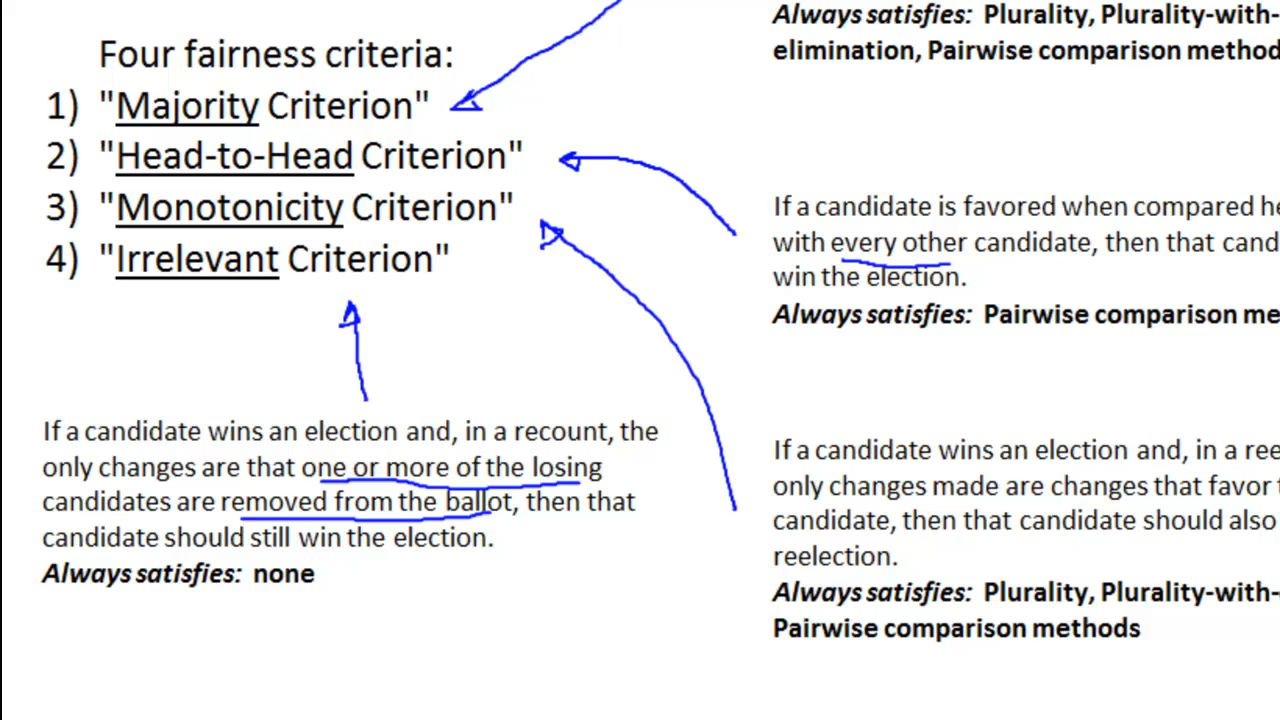 Always satisfies: Plurality, Plurality-with-
elimination, Pairwise comparison method
Four fairness criteria:
1) "Majority Criterion"
2) "Head-to-Head Criterion"
3) "Monotonicity Criterion"
4) "Irrelevant Criterion"
If a candidate is favored when compared he
with every other candidate, then that cand
win the election.
Always satisfies: Pairwise comparison me
If a candidate wins an election and, in a recount, the
only changes are that one or more of the losing
candidates are removed from the ballot, then that
candidate should still win the election.
Always satisfies: none
If a candidate wins an election and, in a ree
only changes made are changes that favor t
candidate, then that candidate should also
reelection.
Always satisfies: Plurality, Plurality-with-
Pairwise comparison methods